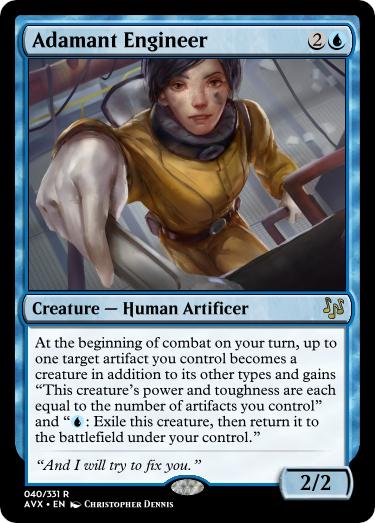 Adamant Engineer 2
Creature — Human Artificer
At the beginning of combat on your turn, up to
one target artifact you control becomes a
creature in addition to its other types and gains
“This creature’s power and toughness are each
equal to the number of artifacts you control”
and “: Exile this creature, then return it to
the battlefield under your control.”
“And I will try to fix you.”
2/2
040/331 R
AVX • EN Christopher Dennis